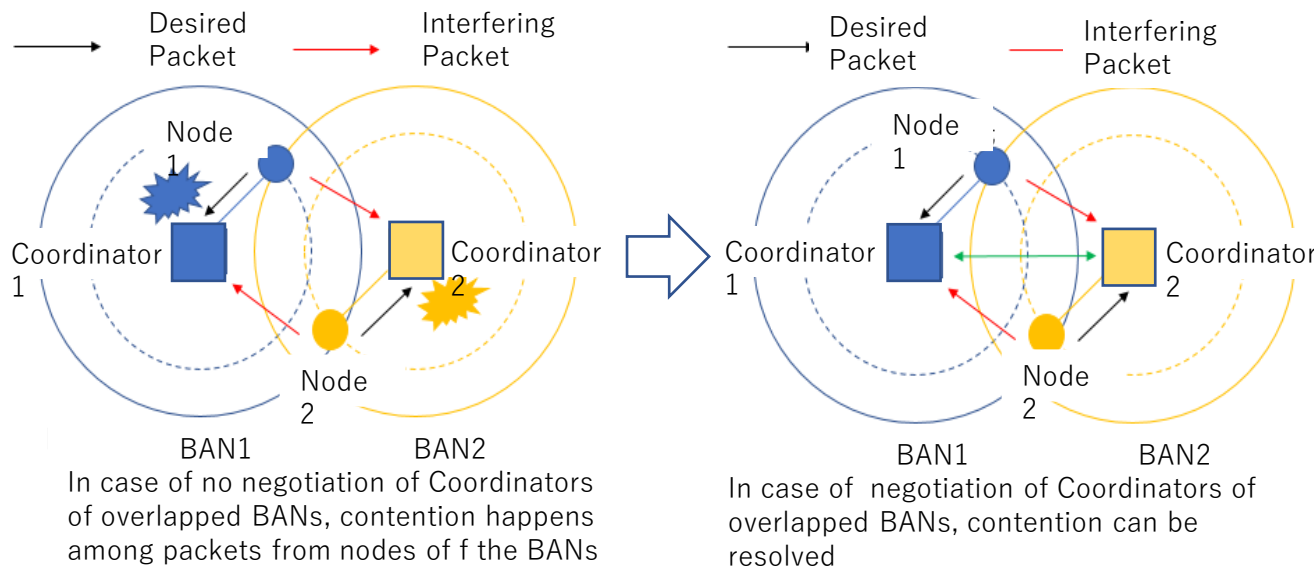 Desired
Packet
Interfering
Packet
Node
1
Coordinator
1
Coordinator
2
Node
2
BAN1
BAN2
In case of no negotiation of Coordinators
of overlapped BANs, contention happens
among packets from nodes of f the BANs
Desired
Packet
Interfering
Packet
Node
1
Coordinator
1
Coordinator
2
Node
2
BAN1
BAN2
In case of  negotiation of Coordinators of
overlapped BANs, contention can be
resolved